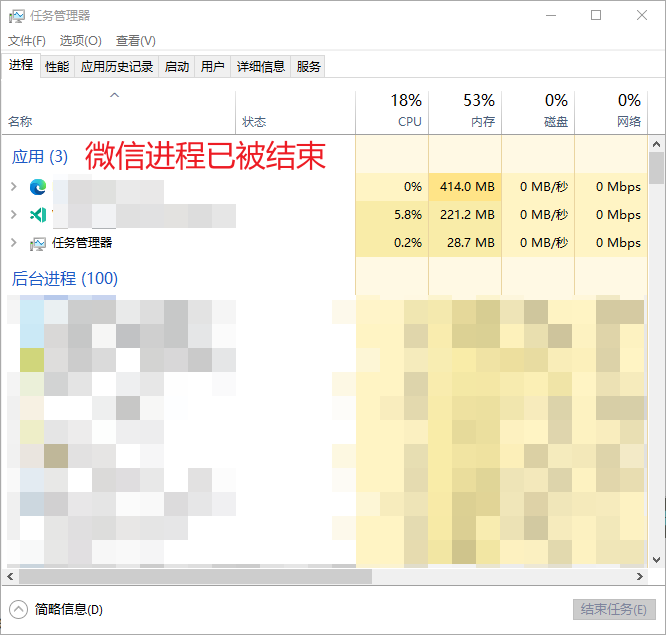 任务管理器
文件(F) 选项(O) 查看(V)
进程 性能 应用历史记录 启动 用户 详细信息 服务
18% 53% 0% 0%
名称 状态 CPU 内存 磁盘 网络
应用 (3) 微信进程已被结束
0% 414.0 MB 0 MB/秒 0 Mbps
5.8% 221.2 MB 0 MB/秒 0 Mbps
任务管理器 0.2% 28.7 MB 0 MB/秒 0 Mbps
后台进程 (100)
简略信息(D) 结束任务(E)